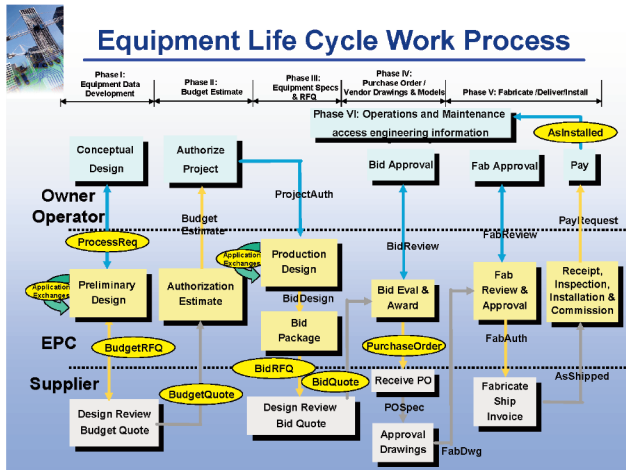 Equipment Life Cycle Work Process
Phase I:
Equipment Data
Development
Phase II:
Budget Estimate
Phase III:
Equipment Specs
& RFQ
Phase IV:
Purchase Order /
Vendor Drawings & Models
Phase V: Fabricate /Deliver/Install
Phase VI: Operations and Maintenance
access engineering information
AsInstalled
Conceptual
Design
Authorize
Project
Bid Approval
Fab Approval
Pay
ProjectAuth
Owner
Operator
Budget
Estimate
PayRequest
ProcessReq
BidReview
FabReview
Application
Exchanges
Preliminary
Design
Authorization
Estimate
Application
Exchanges
Production
Design
BidDesign
Bid
Package
Bid Eval &
Award
Fab
Review &
Approval
Receipt,
Inspection,
Installation &
Commission
EPC
BudgetRFQ
PurchaseOrder
FabAuth
Supplier
BudgetQuote
BidRFQ
BidQuote
Receive PO
AsShipped
Design Review
Budget Quote
Design Review
Bid Quote
POSpec
Approval
Drawings
FabDwg
Fabricate
Ship
Invoice